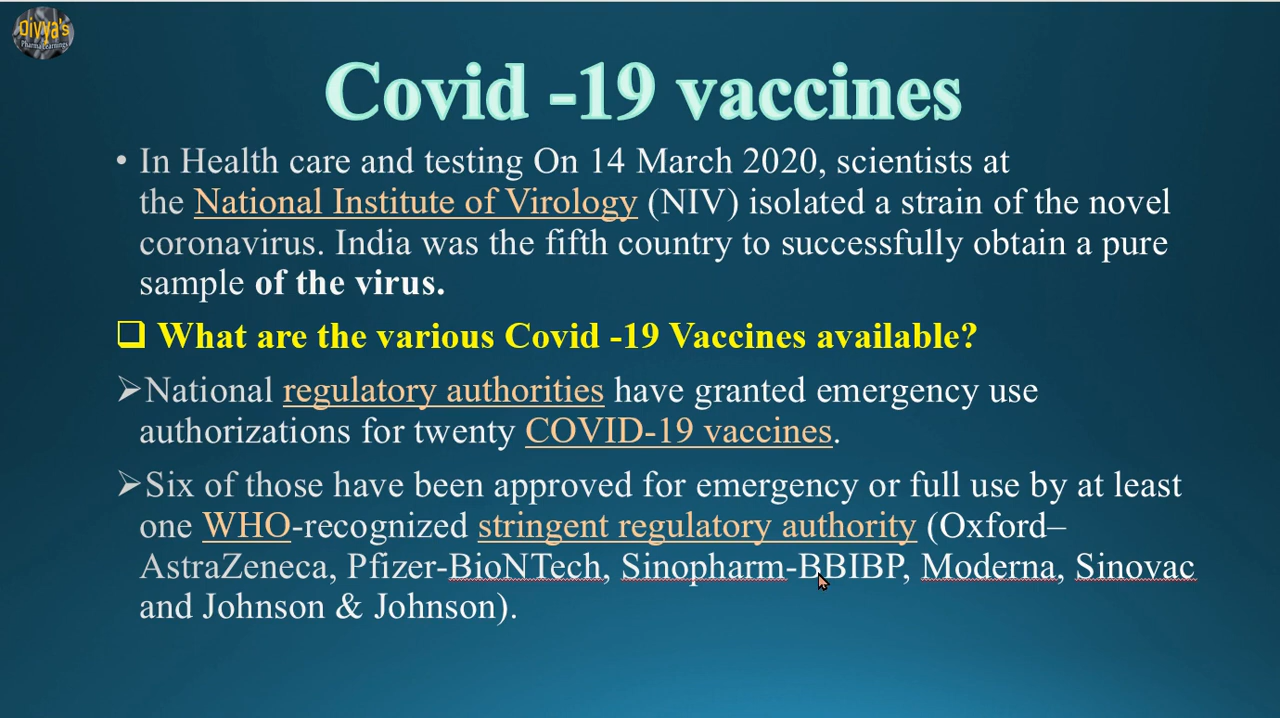 Divya's
Pharma Learnings
Covid -19 vaccines
• In Health care and testing On 14 March 2020, scientists at
the National Institute of Virology (NIV) isolated a strain of the novel
coronavirus. India was the fifth country to successfully obtain a pure
sample of the virus.
❑ What are the various Covid -19 Vaccines available?
➢National regulatory authorities have granted emergency use
authorizations for twenty COVID-19 vaccines.
➢Six of those have been approved for emergency or full use by at least
one WHO-recognized stringent regulatory authority (Oxford–
AstraZeneca, Pfizer-BioNTech, Sinopharm-BBIBP, Moderna, Sinovac
and Johnson & Johnson).